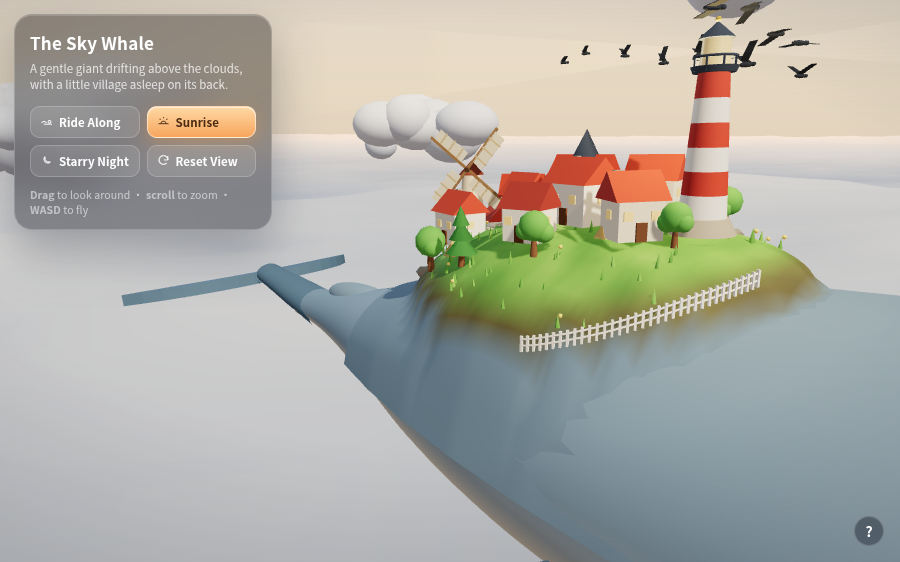 The Sky Whale
A gentle giant drifting above the clouds,
with a little village asleep on its back.
Ride Along
Sunrise
Starry Night
Reset View
Drag to look around • scroll to zoom •
WASD to fly
?